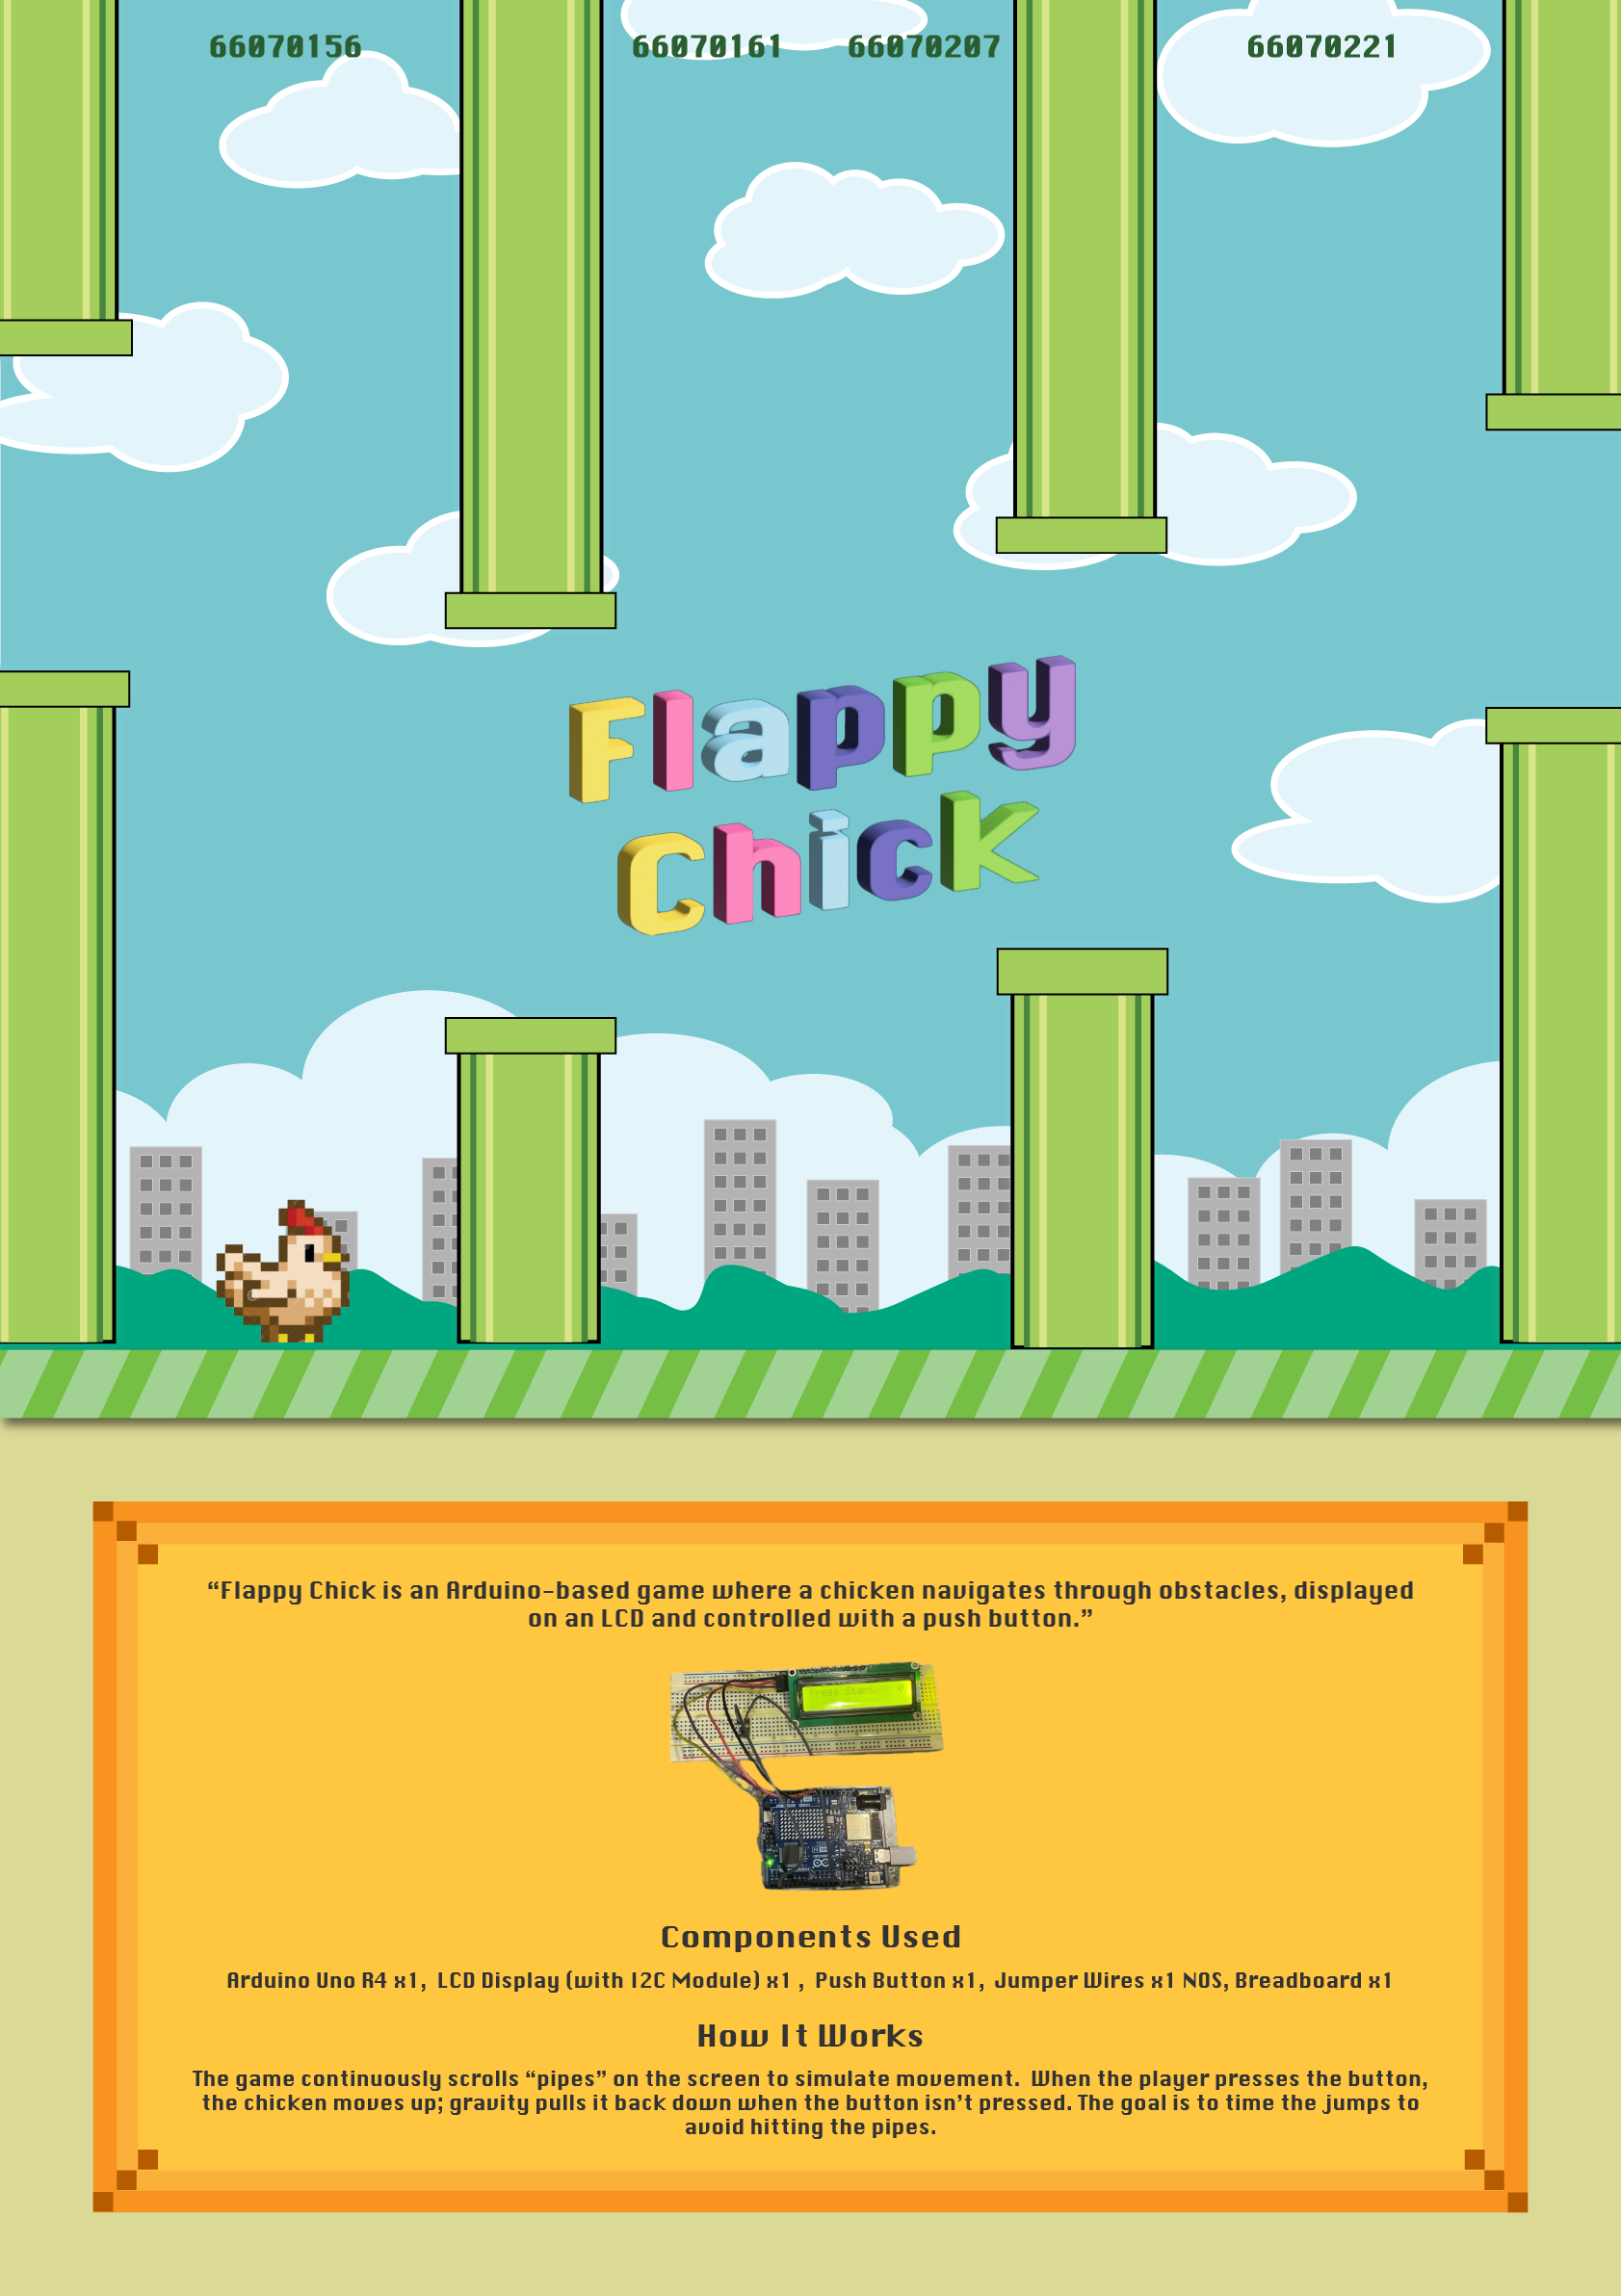 66070156 66070161 66070207 66070221
Flappy
Chick
“Flappy Chick is an Arduino-based game where a chicken navigates through obstacles, displayed
on an LCD and controlled with a push button.”
Press Start 0
Components Used
Arduino Uno R4 x1, LCD Display (with I2C Module) x1 , Push Button x1, Jumper Wires x1 NOS, Breadboard x1
How It Works
The game continuously scrolls “pipes” on the screen to simulate movement. When the player presses the button,
the chicken moves up; gravity pulls it back down when the button isn’t pressed. The goal is to time the jumps to
avoid hitting the pipes.